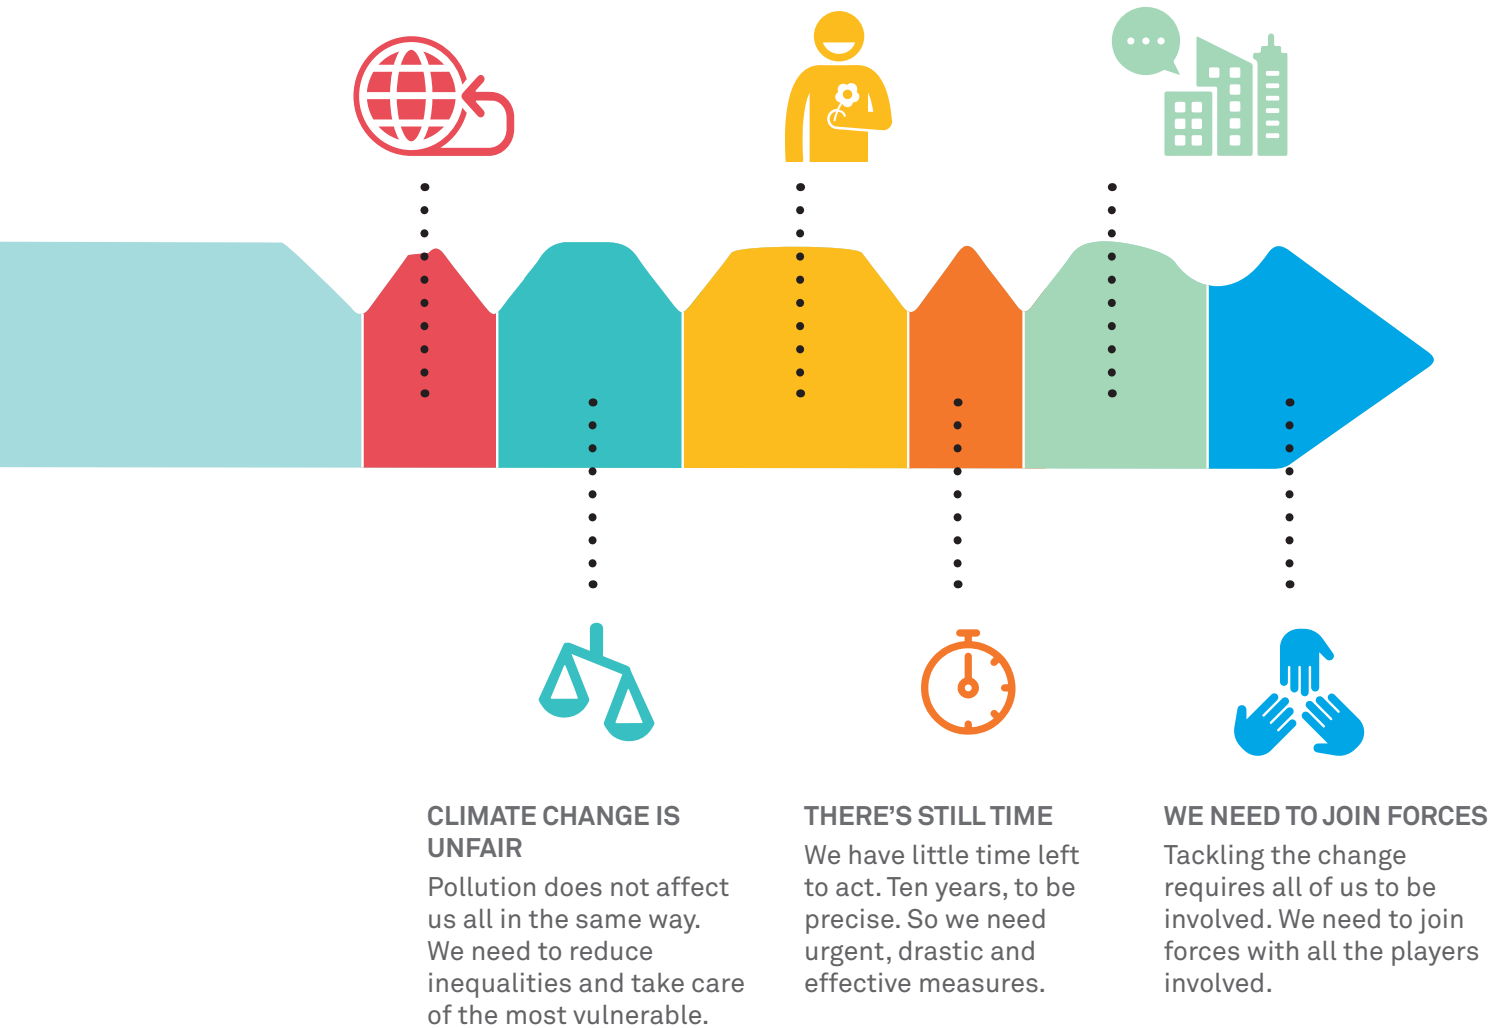 CLIMATE CHANGE IS
UNFAIR
Pollution does not affect
us all in the same way.
We need to reduce
inequalities and take care
of the most vulnerable.
THERE'S STILL TIME
We have little time left
to act. Ten years, to be
precise. So we need
urgent, drastic and
effective measures.
WE NEED TO JOIN FORCES
Tackling the change
requires all of us to be
involved. We need to join
forces with all the players
involved.